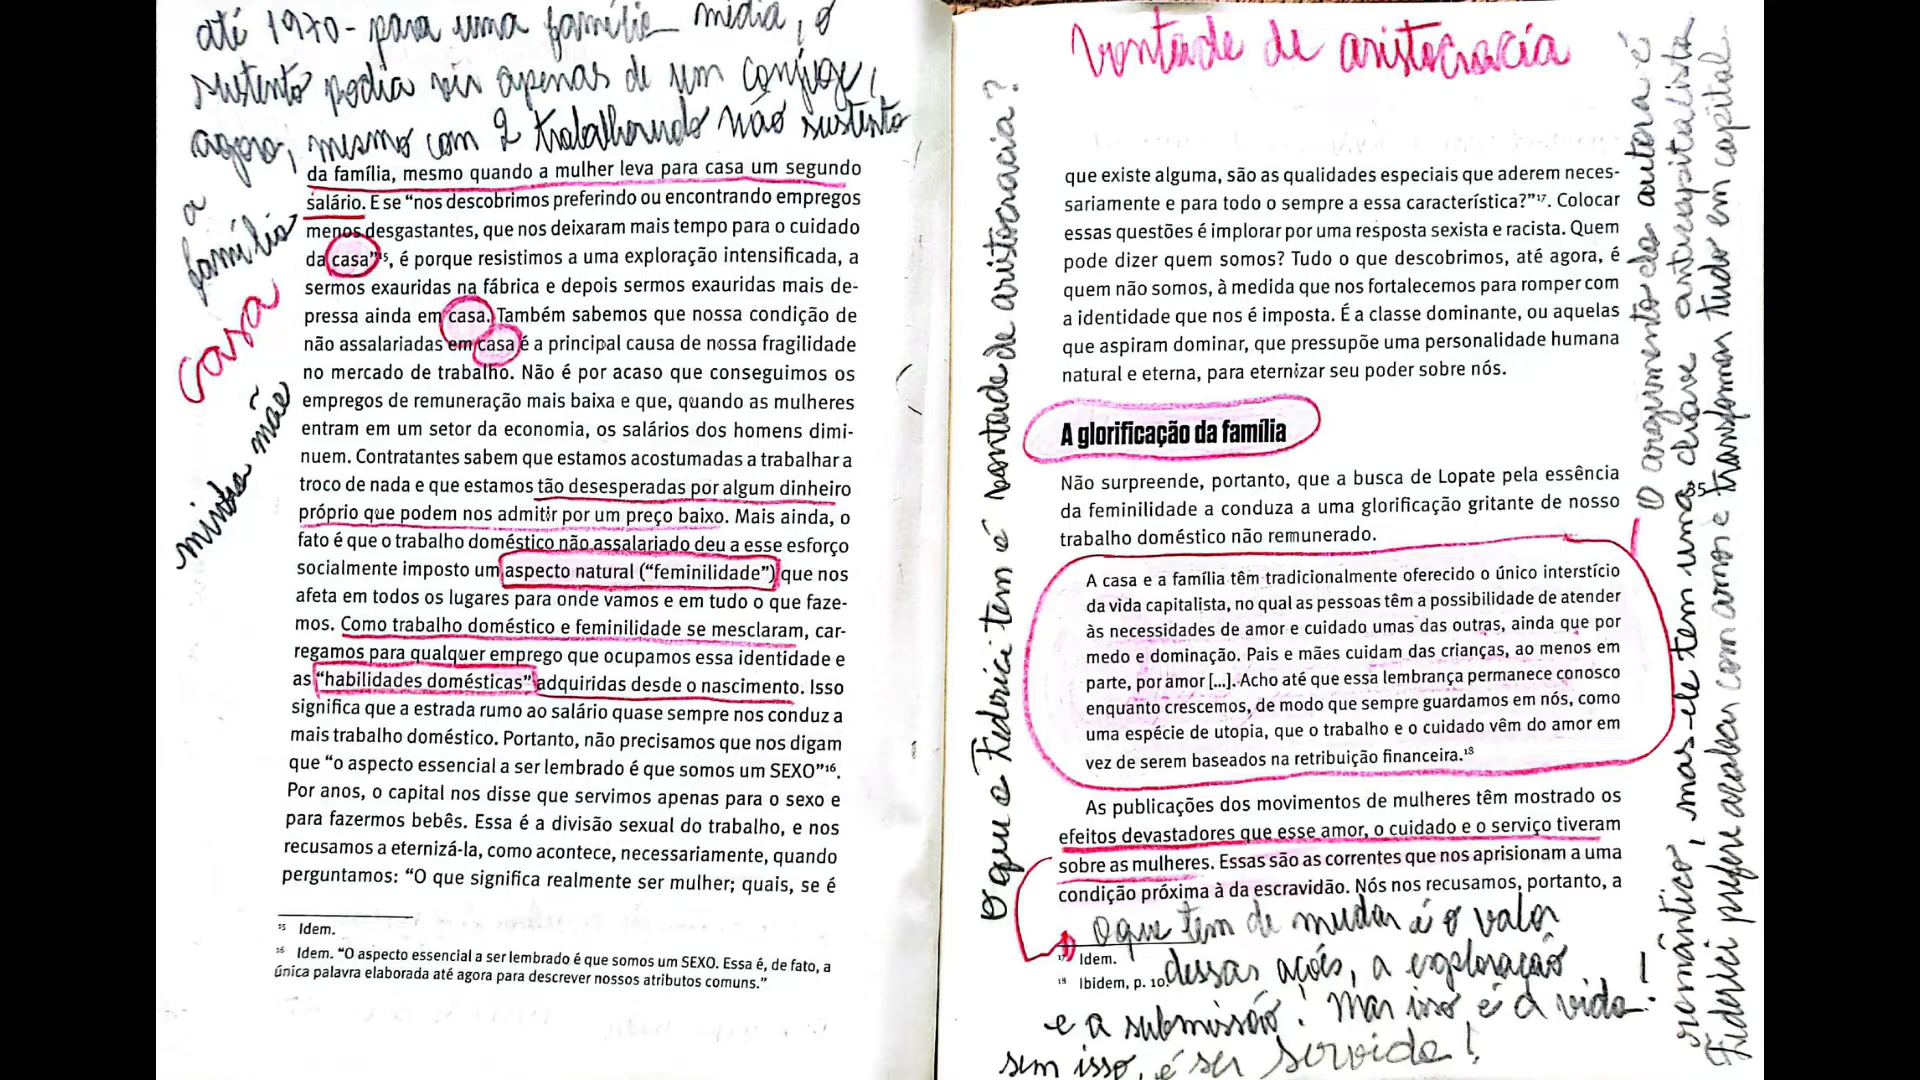 até 1970 - para uma família média, o
sustento podia vir apenas de um conjuge,
agora, mesmo com 2 trabalhando não sustento
a
família
casa
minha mãe
da família, mesmo quando a mulher leva para casa um segundo
salário. E se “nos descobrimos preferindo ou encontrando empregos
menos desgastantes, que nos deixaram mais tempo para o cuidado
da casa”¹⁵, é porque resistimos a uma exploração intensificada, a
sermos exauridas na fábrica e depois sermos exauridas mais de-
pressa ainda em casa. Também sabemos que nossa condição de
não assalariadas em casa é a principal causa de nossa fragilidade
no mercado de trabalho. Não é por acaso que conseguimos os
empregos de remuneração mais baixa e que, quando as mulheres
entram em um setor da economia, os salários dos homens dimi-
nuem. Contratantes sabem que estamos acostumadas a trabalhar a
troco de nada e que estamos tão desesperadas por algum dinheiro
próprio que podem nos admitir por um preço baixo. Mais ainda, o
fato é que o trabalho doméstico não assalariado deu a esse esforço
socialmente imposto um aspecto natural (“feminilidade”) que nos
afeta em todos os lugares para onde vamos e em tudo o que faze-
mos. Como trabalho doméstico e feminilidade se mesclaram, car-
regamos para qualquer emprego que ocupamos essa identidade e
as “habilidades domésticas” adquiridas desde o nascimento. Isso
significa que a estrada rumo ao salário quase sempre nos conduz a
mais trabalho doméstico. Portanto, não precisamos que nos digam
que “o aspecto essencial a ser lembrado é que somos um SEXO”¹⁶.
Por anos, o capital nos disse que servimos apenas para o sexo e
para fazermos bebês. Essa é a divisão sexual do trabalho, e nos
recusamos a eternizá-la, como acontece, necessariamente, quando
perguntamos: “O que significa realmente ser mulher; quais, se é
¹⁵ Idem.
¹⁶ Idem. “O aspecto essencial a ser lembrado é que somos um SEXO. Essa é, de fato, a
única palavra elaborada até agora para descrever nossos atributos comuns.”
vontade de aristocracia
O que a Federici tem é vontade de aristocracia?
que existe alguma, são as qualidades especiais que aderem neces-
sariamente e para todo o sempre a essa característica?”¹⁷. Colocar
essas questões é implorar por uma resposta sexista e racista. Quem
pode dizer quem somos? Tudo o que descobrimos, até agora, é
quem não somos, à medida que nos fortalecemos para romper com
a identidade que nos é imposta. É a classe dominante, ou aquelas
que aspiram dominar, que pressupõe uma personalidade humana
natural e eterna, para eternizar seu poder sobre nós.
A glorificação da família
Não surpreende, portanto, que a busca de Lopate pela essência
da feminilidade a conduza a uma glorificação gritante de nosso
trabalho doméstico não remunerado.
A casa e a família têm tradicionalmente oferecido o único interstício
da vida capitalista, no qual as pessoas têm a possibilidade de atender
às necessidades de amor e cuidado umas das outras, ainda que por
medo e dominação. Pais e mães cuidam das crianças, ao menos em
parte, por amor [...]. Acho até que essa lembrança permanece conosco
enquanto crescemos, de modo que sempre guardamos em nós, como
uma espécie de utopia, que o trabalho e o cuidado vêm do amor em
vez de serem baseados na retribuição financeira.¹⁸
As publicações dos movimentos de mulheres têm mostrado os
efeitos devastadores que esse amor, o cuidado e o serviço tiveram
sobre as mulheres. Essas são as correntes que nos aprisionam a uma
condição próxima à da escravidão. Nós nos recusamos, portanto, a
O que tem de mudar é o valor
dessas ações, a exploração
e a submissão! Mas isso é a vida!
sem isso, é ser servida!
¹⁷ Idem.
¹⁸ Ibidem, p. 10.
35
O argumento da autora é
romântico, mas ele tem uma chave anticapitalista
Federici prefere acabar com amor e transformar tudo em capital.